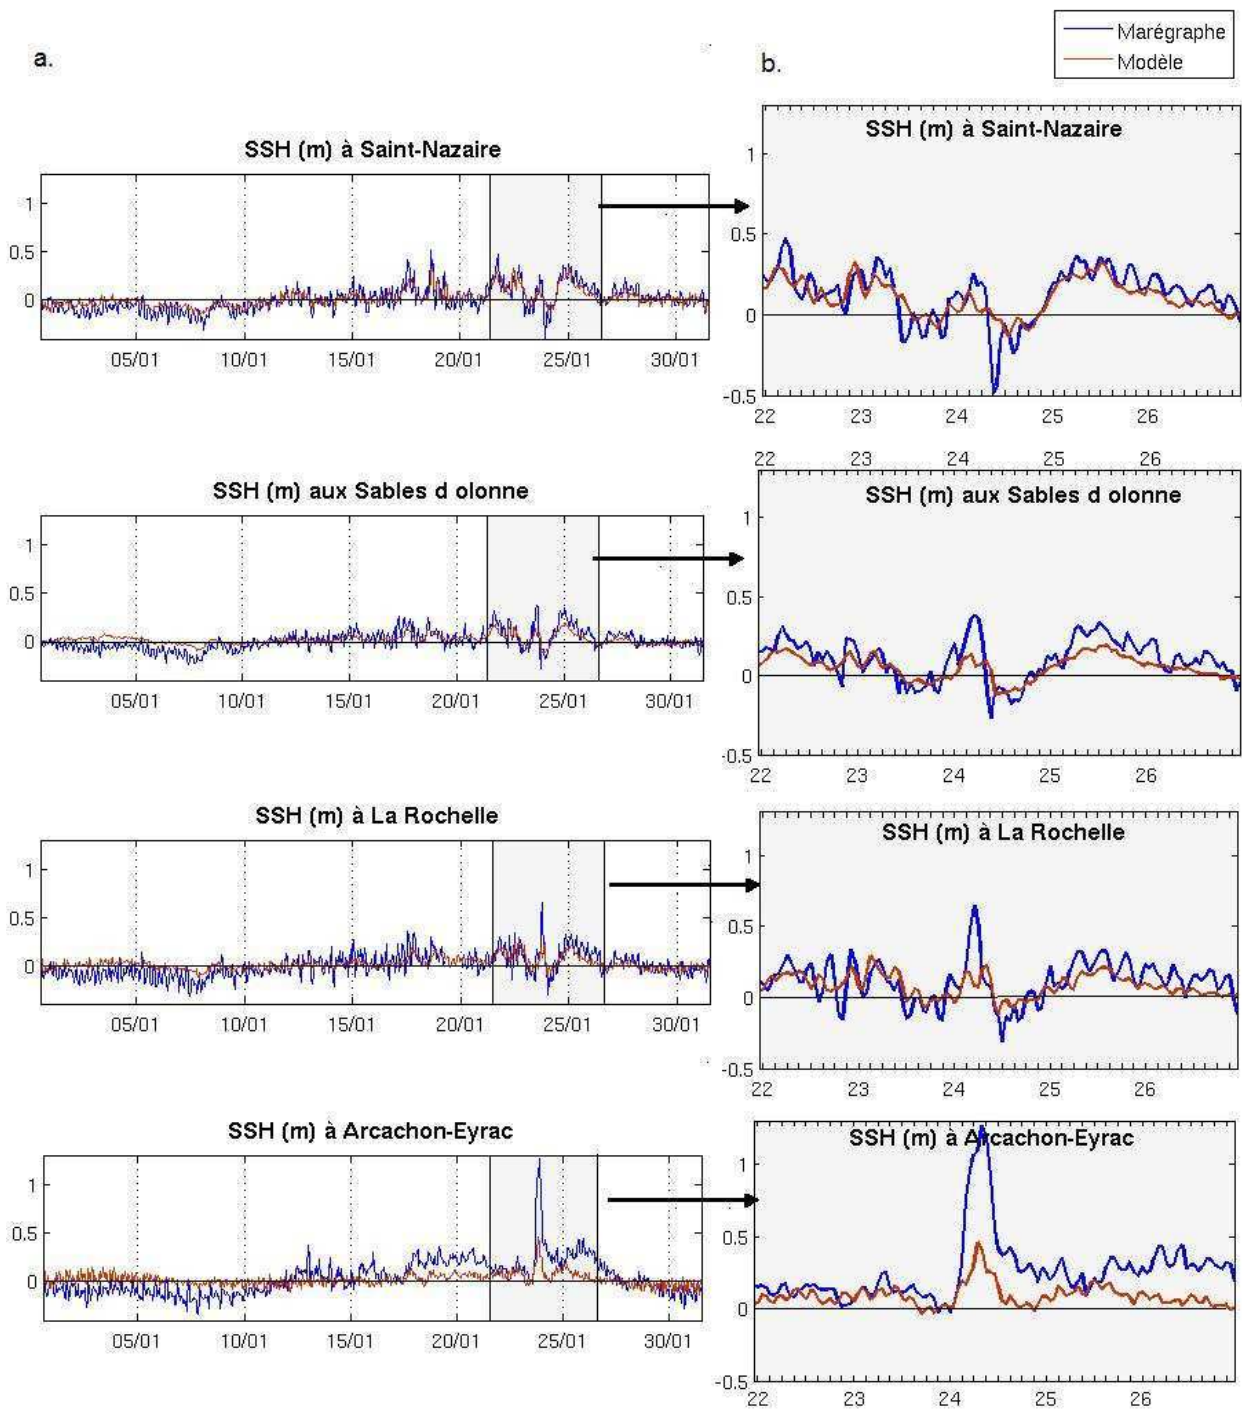 a.
b.
Marégraphe
Modèle
SSH (m) à Saint-Nazaire
1
0.5
0
05/01 10/01 15/01 20/01 25/01 30/01
SSH (m) à Saint-Nazaire
1
0.5
0
-0.5
22 23 24 25 26
SSH (m) aux Sables d olonne
1
0.5
0
05/01 10/01 15/01 20/01 25/01 30/01
22 23 24 25 26
SSH (m) aux Sables d olonne
1
0.5
0
-0.5
22 23 24 25 26
SSH (m) à La Rochelle
1
0.5
0
05/01 10/01 15/01 20/01 25/01 30/01
SSH (m) à La Rochelle
1
0.5
0
-0.5
22 23 24 25 26
SSH (m) à Arcachon-Eyrac
1
0.5
0
05/01 10/01 15/01 20/01 25/01 30/01
SSH (m) à Arcachon-Eyrac
1
0.5
0
-0.5
22 23 24 25 26